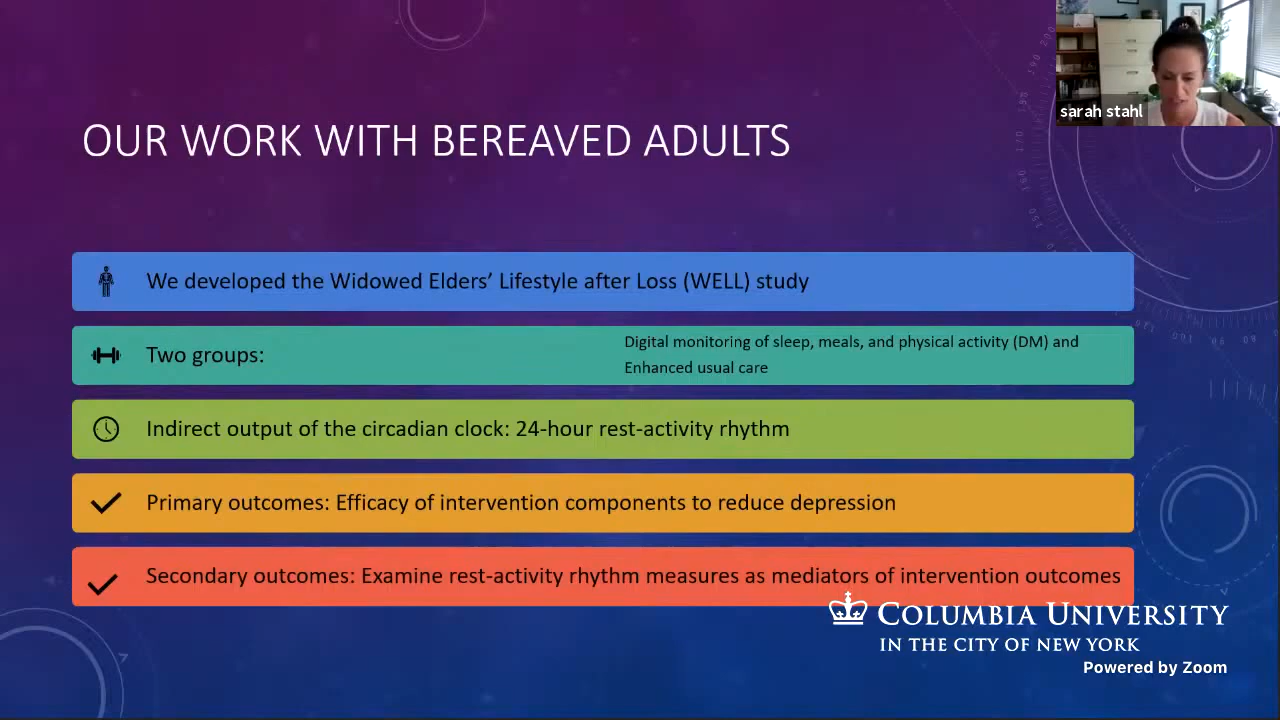 sarah stahl
OUR WORK WITH BEREAVED ADULTS
We developed the Widowed Elders’ Lifestyle after Loss (WELL) study
Two groups:
Digital monitoring of sleep, meals, and physical activity (DM) and
Enhanced usual care
Indirect output of the circadian clock: 24-hour rest-activity rhythm
Primary outcomes: Efficacy of intervention components to reduce depression
Secondary outcomes: Examine rest-activity rhythm measures as mediators of intervention outcomes
COLUMBIA UNIVERSITY
IN THE CITY OF NEW YORK
Powered by Zoom